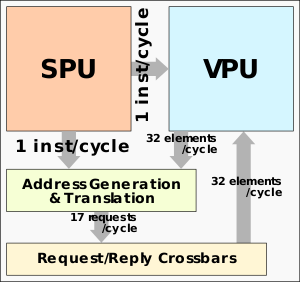 SPU
1 inst/cycle
VPU
1 inst/cycle
32 elements
/cycle
Address Generation
& Translation
32 elements
/cycle
17 requests
/cycle
Request/Reply Crossbars